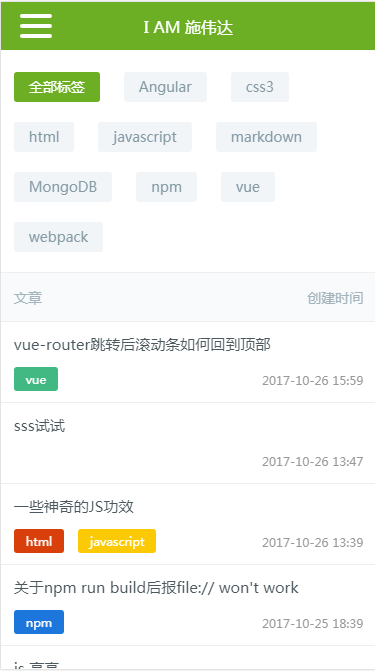 I AM 施伟达
全部标签 Angular css3
html javascript markdown
MongoDB npm vue
webpack
文章 创建时间
vue-router跳转后滚动条如何回到顶部
vue 2017-10-26 15:59
sss试试
2017-10-26 13:47
一些神奇的JS功效
html javascript 2017-10-26 13:39
关于npm run build后报file:// won't work
npm 2017-10-25 18:39